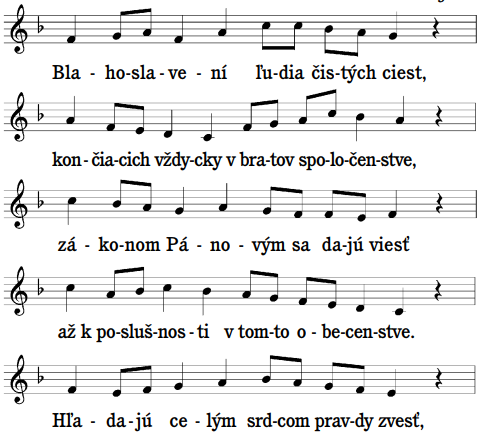 Bla - ho-sla-ve - ní ľu-dia čis-tých ciest,
kon-čia-cich vždy-cky v bra-tov spo-lo-čen-stve,
zá - ko-nom Pá - no - vým sa da-jú viesť
až k po-sluš-nos-ti v tom-to o - be-cen-stve.
Hľa - da-jú ce - lým srd-com prav-dy zvesť,